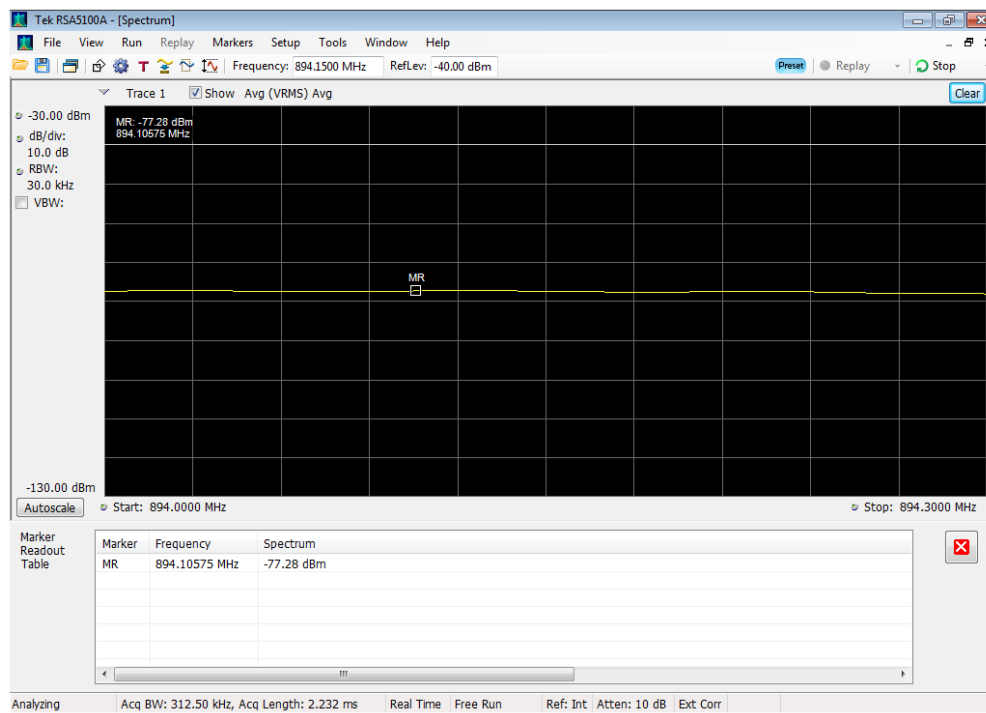 Tek RSA5100A - [Spectrum]
File View Run Replay Markers Setup Tools Window Help
T Frequency: 894.1500 MHz RefLev: -40.00 dBm Preset Replay Stop
Trace 1 Show Avg (VRMS) Avg Clear
-30.00 dBm
dB/div:
10.0 dB
RBW:
30.0 kHz
VBW:
MR: -77.28 dBm
894.10575 MHz
MR
-130.00 dBm
Autoscale Start: 894.0000 MHz Stop: 894.3000 MHz
Marker
Readout
Table
Marker Frequency Spectrum
MR 894.10575 MHz -77.28 dBm
Analyzing Acq BW: 312.50 kHz, Acq Length: 2.232 ms Real Time Free Run Ref: Int Atten: 10 dB Ext Corr